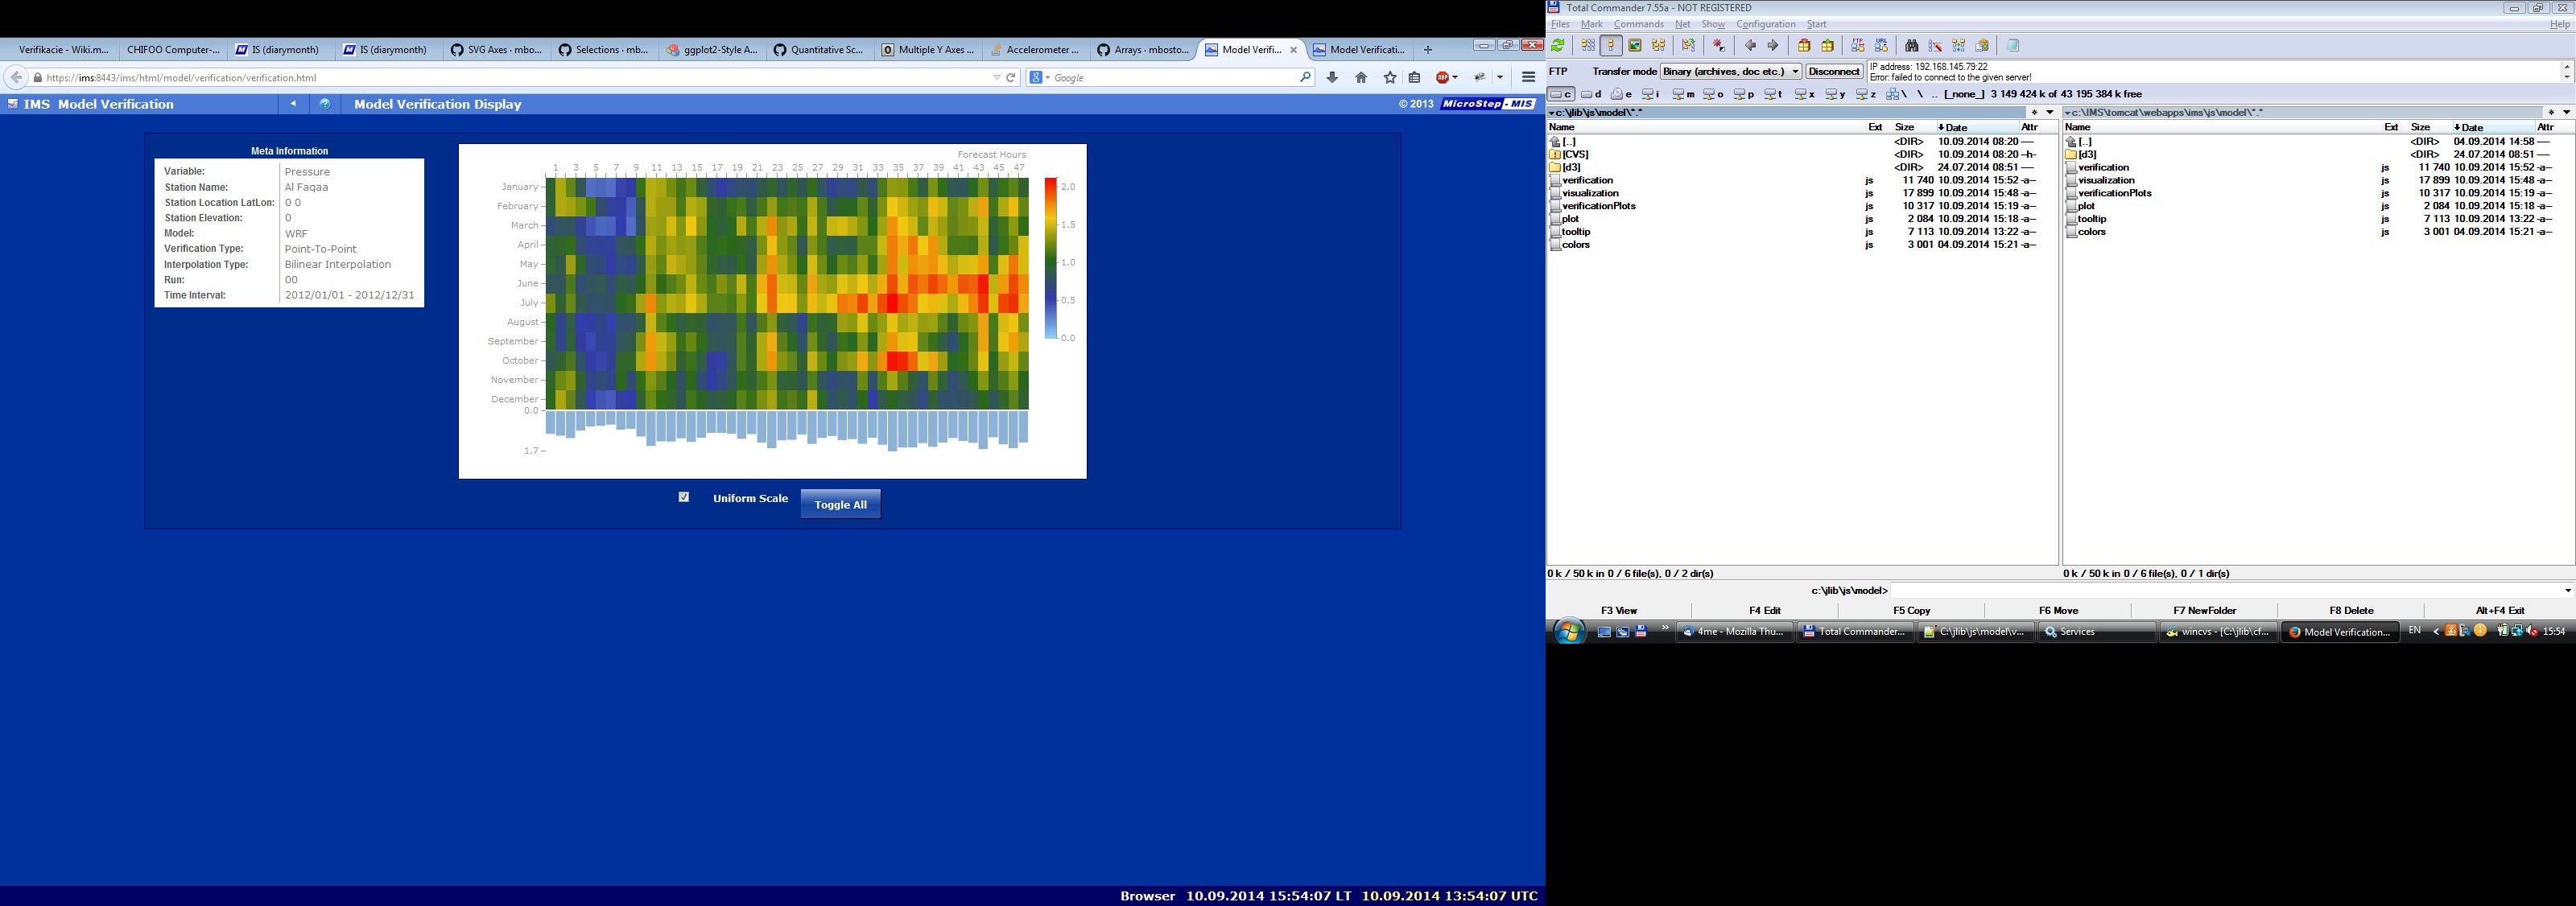 Verifikacie - Wiki.m...
CHIFOO Computer-...
IS (diarymonth)
IS (diarymonth)
SVG Axes · mbo...
Selections · mb...
ggplot2-Style A...
Quantitative Sc...
Multiple Y Axes ...
Accelerometer ...
Arrays · mbostoc...
Model Verifi...
Model Verificati...
https://ims:8443/ims/html/model/verification/verification.html
Google
IMS Model Verification
Model Verification Display
© 2013 MicroStep - MIS
Meta Information
Variable: Pressure
Station Name: Al Faqaa
Station Location LatLon: 0 0
Station Elevation: 0
Model: WRF
Verification Type: Point-To-Point
Interpolation Type: Bilinear Interpolation
Run: 00
Time Interval: 2012/01/01 - 2012/12/31
Forecast Hours
1 3 5 7 9 11 13 15 17 19 21 23 25 27 29 31 33 35 37 39 41 43 45 47
January
February
March
April
May
June
July
August
September
October
November
December
0.0
1.7
2.0
1.5
1.0
0.5
0.0
Uniform Scale
Toggle All
Browser 10.09.2014 15:54:07 LT 10.09.2014 13:54:07 UTC
Total Commander 7.55a - NOT REGISTERED
Files Mark Commands Net Show Configuration Start Help
FTP Transfer mode Binary (archives, doc etc.) Disconnect
IP address: 192.168.145.79:22
Error: failed to connect to the given server!
c d e i m o p t x y z \ \ .. [_none_] 3 149 424 k of 43 195 384 k free
c:\jlib\js\model\*.*
Name Ext Size Date Attr
[..] <DIR> 10.09.2014 08:20 ----
[CVS] <DIR> 10.09.2014 08:20 --h-
[d3] <DIR> 24.07.2014 08:51 ----
verification js 11 740 10.09.2014 15:52 -a--
visualization js 17 899 10.09.2014 15:48 -a--
verificationPlots js 10 317 10.09.2014 15:19 -a--
plot js 2 084 10.09.2014 15:18 -a--
tooltip js 7 113 10.09.2014 13:22 -a--
colors js 3 001 04.09.2014 15:21 -a--
0 k / 50 k in 0 / 6 file(s), 0 / 2 dir(s)
c:\IMS\tomcat\webapps\ims\js\model\*.*
Name Ext Size Date Attr
[..] <DIR> 04.09.2014 14:58 ----
[d3] <DIR> 24.07.2014 08:51 ----
verification js 11 740 10.09.2014 15:52 -a--
visualization js 17 899 10.09.2014 15:48 -a--
verificationPlots js 10 317 10.09.2014 15:19 -a--
plot js 2 084 10.09.2014 15:18 -a--
tooltip js 7 113 10.09.2014 13:22 -a--
colors js 3 001 04.09.2014 15:21 -a--
0 k / 50 k in 0 / 6 file(s), 0 / 1 dir(s)
c:\jlib\js\model>
F3 View F4 Edit F5 Copy F6 Move F7 NewFolder F8 Delete Alt+F4 Exit
4me - Mozilla Thu...
Total Commander...
C:\jlib\js\model\v...
Services
wincvs - [C:\jlib\cf...
Model Verification...
EN
15:54